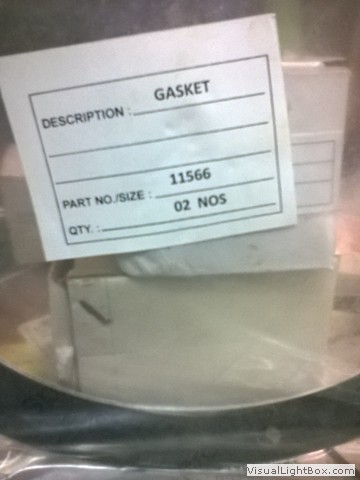 DESCRIPTION : GASKET
PART NO./SIZE : 11566
QTY. : 02 NOS
VisualLightBox.com